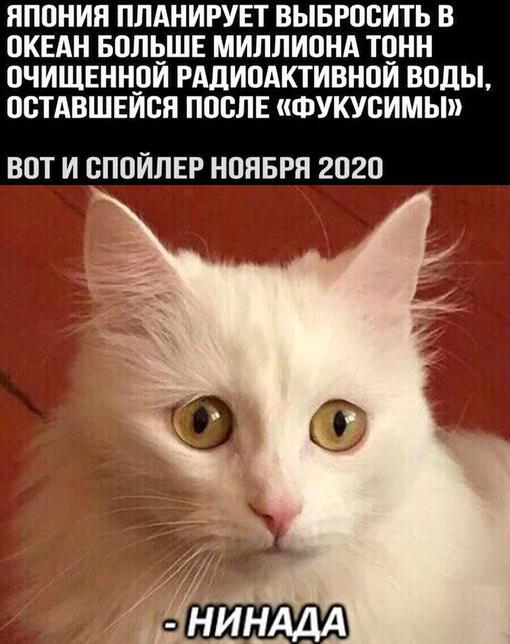 ЯПОНИЯ ПЛАНИРУЕТ ВЫБРОСИТЬ В
ОКЕАН БОЛЬШЕ МИЛЛИОНА ТОНН
ОЧИЩЕННОЙ РАДИОАКТИВНОЙ ВОДЫ,
ОСТАВШЕЙСЯ ПОСЛЕ «ФУКУСИМЫ»
ВОТ И СПОЙЛЕР НОЯБРЯ 2020
- НИНАДА